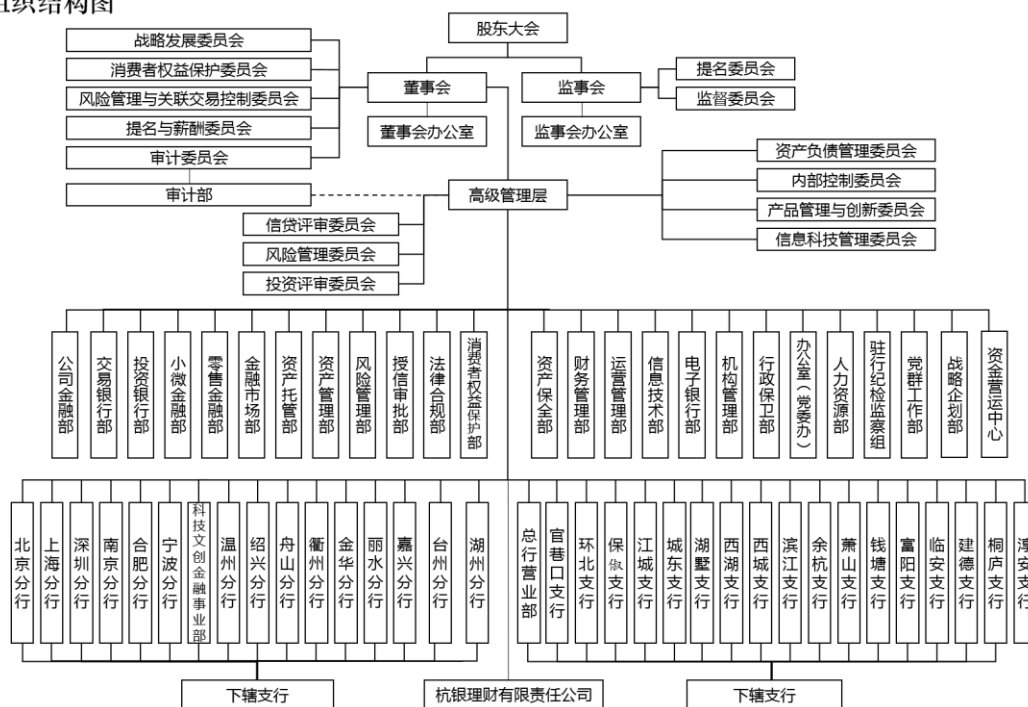 组织结构图
股东大会
战略发展委员会
消费者权益保护委员会
风险管理与关联交易控制委员会
提名与薪酬委员会
审计委员会
审计部
董事会
董事会办公室
监事会
监事会办公室
提名委员会
监督委员会
高级管理层
资产负债管理委员会
内部控制委员会
产品管理与创新委员会
信息科技管理委员会
信贷评审委员会
风险管理委员会
投资评审委员会
公司金融部
交易银行部
投资银行部
小微金融部
零售金融部
金融市场部
资产托管部
资产管理部
风险管理部
授信审批部
法律合规部
消费者权益保护部
资产保全部
财务管理部
运营管理部
信息技术部
电子银行部
机构管理部
行政保卫部
办公室（党委办）
人力资源部
驻行纪检监察组
党群工作部
战略企划部
资金营运中心
北京分行
上海分行
深圳分行
南京分行
合肥分行
宁波分行
科技文创金融事业部
温州分行
绍兴分行
舟山分行
衢州分行
金华分行
丽水分行
嘉兴分行
台州分行
湖州分行
总行营业部
官巷口支行
环北支行
保俶支行
江城支行
城东支行
湖墅支行
西湖支行
西城支行
滨江支行
余杭支行
萧山支行
钱塘支行
富阳支行
临安支行
建德支行
桐庐支行
淳安支行
下辖支行
杭银理财有限责任公司
下辖支行